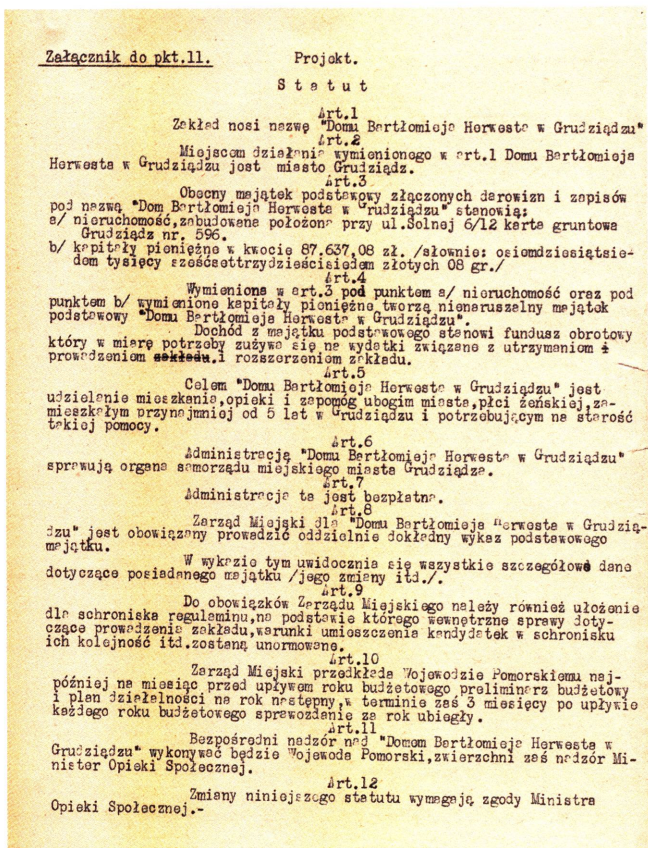 Załącznik do pkt.11. Projekt.
S t a t u t
Art.1
Zakład nosi nazwę "Domu Bartłomieja Herwesta w Grudziądzu"
Art.2
Miejscem działania wymienionego w art.1 Domu Bartłomieja
Herwesta w Grudziądzu jest miasto Grudziądz.
Art.3
Obecny majątek podstawowy złączonych darowizn i zapisów
pod nazwą "Dom Bartłomieja Herwesta w Grudziądzu" stanowią:
a/ nieruchomość,zabudowana położona przy ul.Solnej 6/12 karta gruntowa
Grudziądz nr. 596.
b/ kapitały pieniężne w kwocie 87.637,08 zł. /słownie: osiemdziesiątsie-
dem tysięcy sześćsettrzydzieścisiedem złotych 08 gr./
Art.4
Wymieniona w art.3 pod punktem a/ nieruchomość oraz pod
punktem b/ wymienione kapitały pieniężne tworzą nienaruszalny majątek
podstawowy "Domu Bartłomieja Herwesta w Grudziądzu".
Dochód z majątku podstawowego stanowi fundusz obrotowy
który w miarę potrzeby zużywa się na wydatki związane z utrzymaniem i
prowadzeniem zakładu.i rozszerzeniem zakładu.
Art.5
Celem "Domu Bartłomieja Herwesta w Grudziądzu" jest
udzielanie mieszkania,opieki i zapomóg ubogim miasta,płci żeńskiej,za-
mieszkałym przynajmniej od 5 lat w Grudziądzu i potrzebującym na starość
takiej pomocy.
Art.6
Administrację "Domu Bartłomieja Herwesta w Grudziądzu"
sprawują organa samorządu miejskiego miasta Grudziądza.
Art.7
Administracja ta jest bezpłatna.
Art.8
Zarząd Miejski dla "Domu Bartłomieja Herwesta w Grudzią-
dzu" jest obowiązany prowadzić oddzielnie dokładny wykaz podstawowego
majątku.
W wykazie tym uwidocznia się wszystkie szczegółowe dane
dotyczące posiadanego majątku /jego zmiany itd./.
Art.9
Do obowiązków Zarządu Miejskiego należy również ułożenie
dla schroniska regulaminu,na podstawie którego wewnętrzne sprawy doty-
czące prowadzenia zakładu,warunki umieszczenia kandydatek w schronisku
ich kolejność itd.zostaną unormowane.
Art.10
Zarząd Miejski przedkłada Wojewodzie Pomorskiemu naj-
później na miesiąc przed upływem roku budżetowego preliminarz budżetowy
i plan działalności na rok następny,w terminie zaś 3 miesięcy po upływie
każdego roku budżetowego sprawozdanie za rok ubiegły.
Art.11
Bezpośredni nadzór nad "Domem Bartłomieja Herwesta w
Grudziądzu" wykonywać będzie Wojewoda Pomorski,zwierzchni zaś nadzór Mi-
nister Opieki Społecznej.
Art.12
Zmiany niniejszego statutu wymagają zgody Ministra
Opieki Społecznej.-